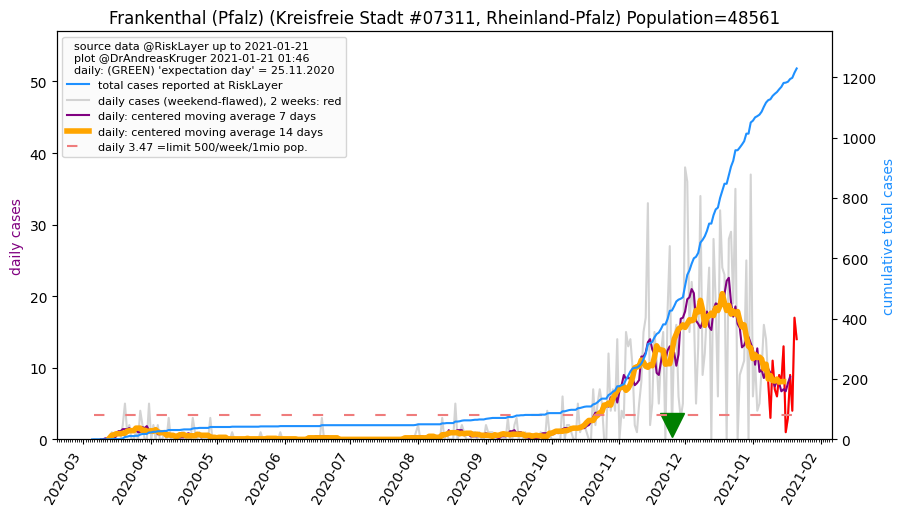 Frankenthal (Pfalz) (Kreisfreie Stadt #07311, Rheinland-Pfalz) Population=48561
source data @RiskLayer up to 2021-01-21
plot @DrAndreasKruger 2021-01-21 01:46
daily: (GREEN) 'expectation day' = 25.11.2020
total cases reported at RiskLayer
daily cases (weekend-flawed), 2 weeks: red
daily: centered moving average 7 days
daily: centered moving average 14 days
daily 3.47 =limit 500/week/1mio pop.
daily cases
50
40
30
20
10
0
cumulative total cases
1200
1000
800
600
400
200
0
2020-03
2020-04
2020-05
2020-06
2020-07
2020-08
2020-09
2020-10
2020-11
2020-12
2021-01
2021-02